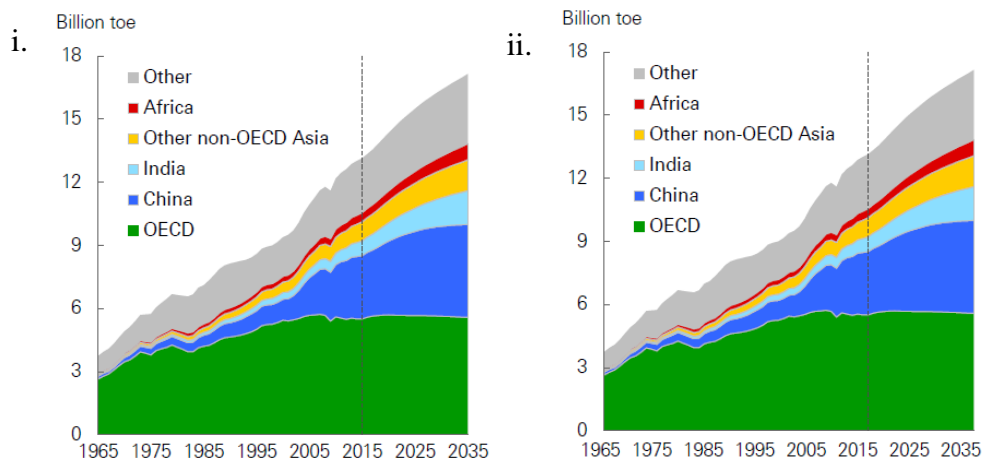 i.
Billion toe
18
15
12
9
6
3
0
Other
Africa
Other non-OECD Asia
India
China
OECD
1965 1975 1985 1995 2005 2015 2025 2035
ii.
Billion toe
18
15
12
9
6
3
0
Other
Africa
Other non-OECD Asia
India
China
OECD
1965 1975 1985 1995 2005 2015 2025 2035